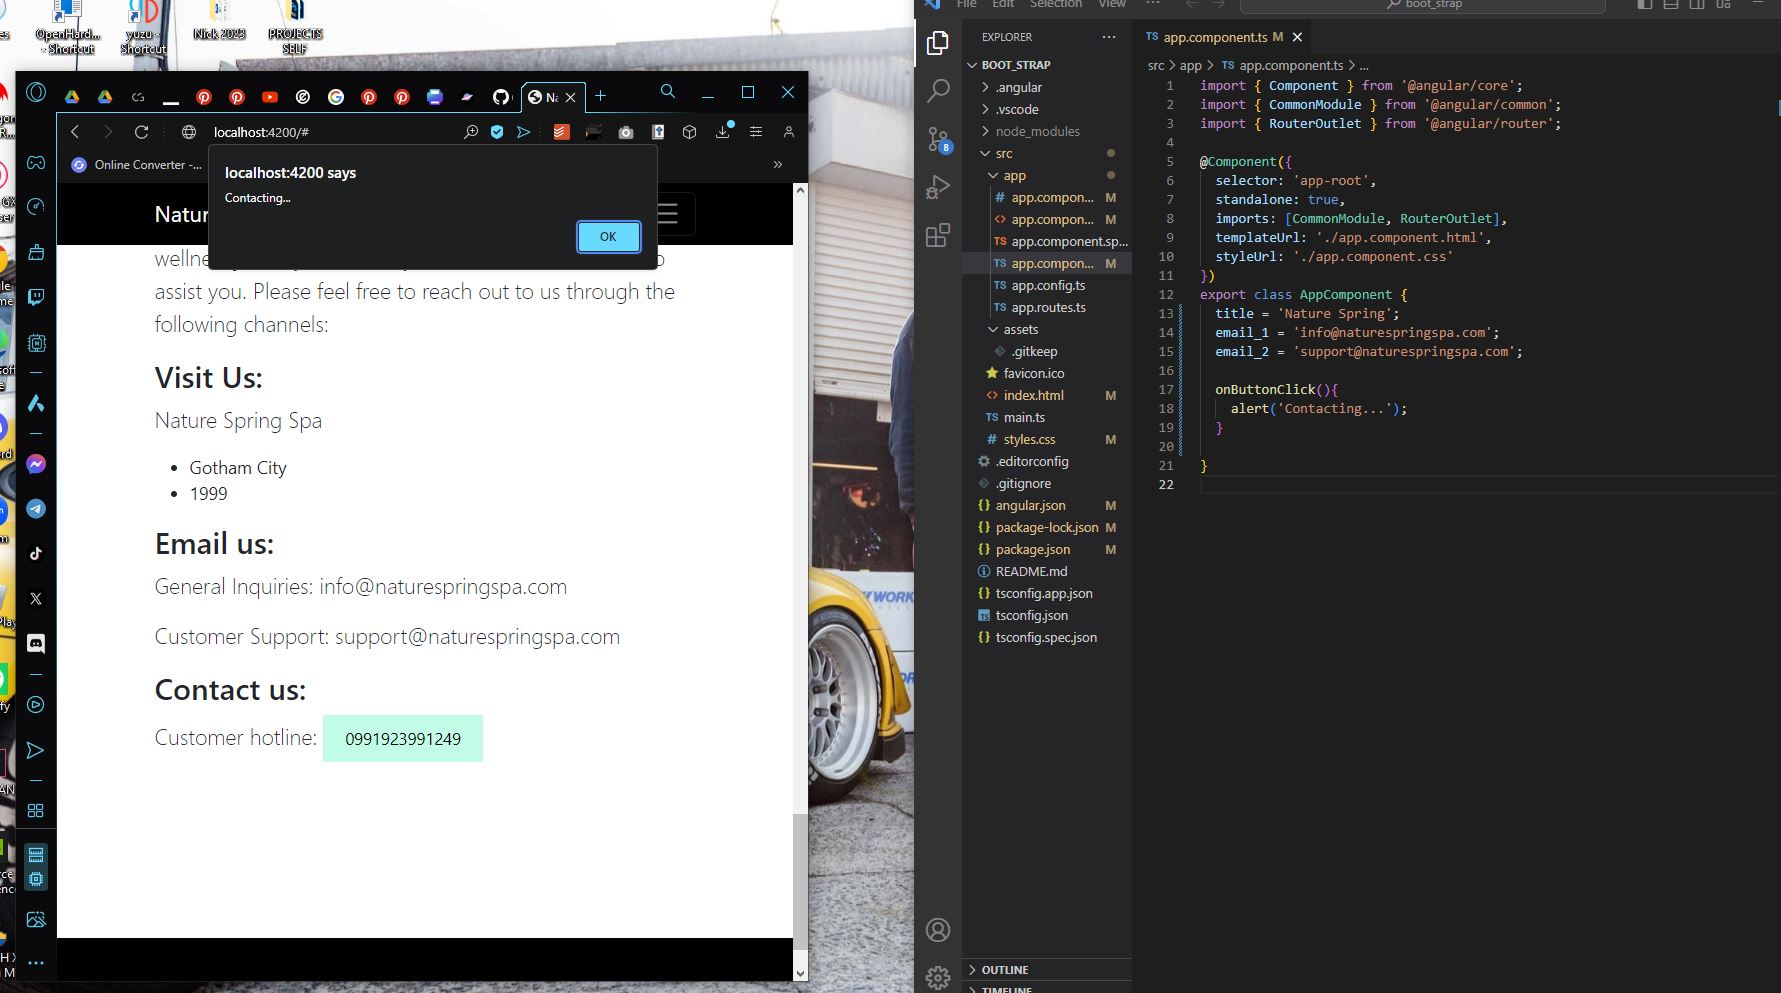 OpenHard...
- Shortcut
yuzu -
Shortcut
Nick 2023
PROJECTS
SELF
localhost:4200/#
Online Converter -...
localhost:4200 says
Contacting...
OK
assist you. Please feel free to reach out to us through the
following channels:
Visit Us:
Nature Spring Spa
Gotham City
1999
Email us:
General Inquiries: info@naturespringspa.com
Customer Support: support@naturespringspa.com
Contact us:
Customer hotline: 0991923991249
File Edit Selection View ...
boot_strap
EXPLORER
BOOT_STRAP
.angular
.vscode
node_modules
src
app
# app.compon... M
<> app.compon... M
TS app.component.sp...
TS app.compon... M
TS app.config.ts
TS app.routes.ts
assets
.gitkeep
favicon.ico
<> index.html M
TS main.ts
# styles.css M
.editorconfig
.gitignore
{} angular.json M
{} package-lock.json M
{} package.json M
README.md
{} tsconfig.app.json
TS tsconfig.json
{} tsconfig.spec.json
OUTLINE
TIMELINE
8
TS app.component.ts M
src > app > TS app.component.ts > ...
1 import { Component } from '@angular/core';
2 import { CommonModule } from '@angular/common';
3 import { RouterOutlet } from '@angular/router';
4
5 @Component({
6 selector: 'app-root',
7 standalone: true,
8 imports: [CommonModule, RouterOutlet],
9 templateUrl: './app.component.html',
10 styleUrl: './app.component.css'
11 })
12 export class AppComponent {
13 title = 'Nature Spring';
14 email_1 = 'info@naturespringspa.com';
15 email_2 = 'support@naturespringspa.com';
16
17 onButtonClick(){
18 alert('Contacting...');
19 }
20
21 }
22